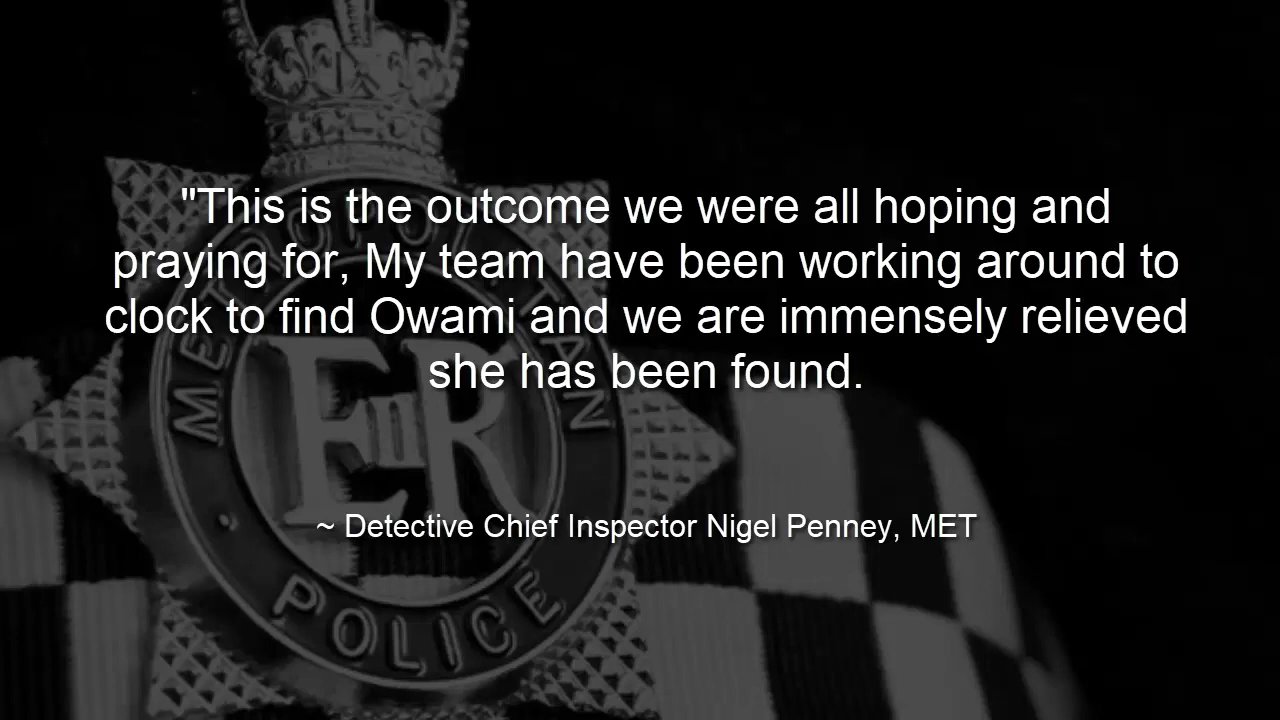 "This is the outcome we were all hoping and
praying for, My team have been working around to
clock to find Owami and we are immensely relieved
she has been found.
~ Detective Chief Inspector Nigel Penney, MET
METROPOLITAN
EIIR
POLICE